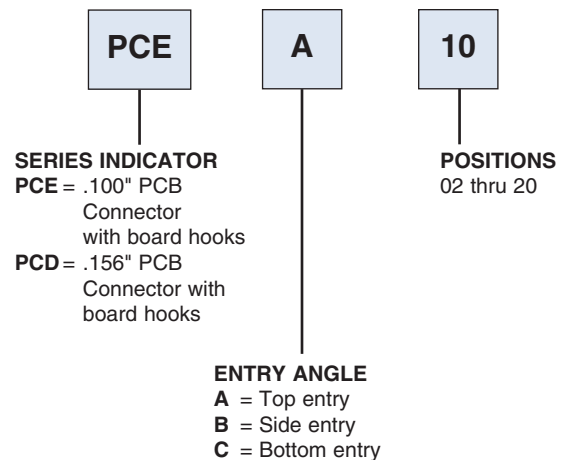 PCE A 10
SERIES INDICATOR
PCE = .100" PCB
Connector
with board hooks
PCD = .156" PCB
Connector with
board hooks
POSITIONS
02 thru 20
ENTRY ANGLE
A = Top entry
B = Side entry
C = Bottom entry